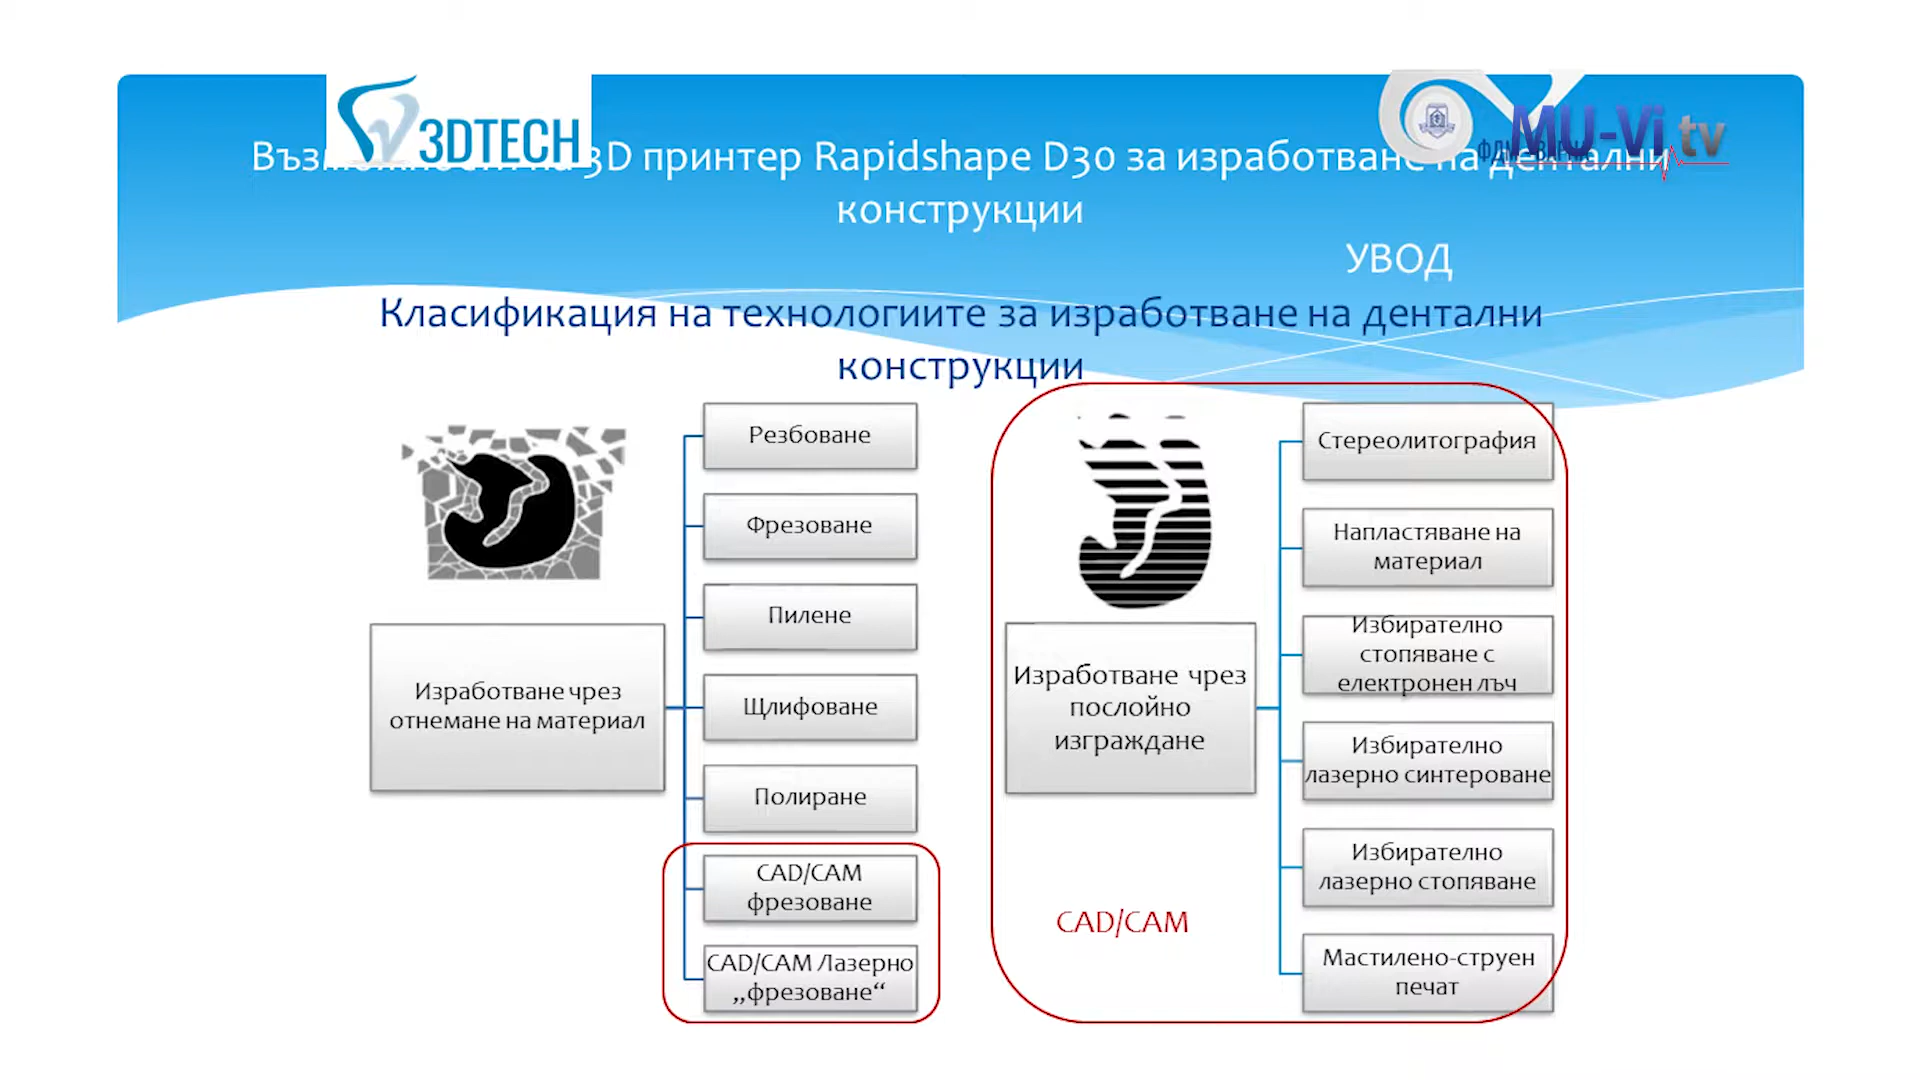 3DTECH
MU-Vi tv
3D принтер Rapidshape D30 за изработване на дентални
конструкции
УВОД
Класификация на технологиите за изработване на дентални
конструкции
Изработване чрез
отнемане на материал
Резбоване
Фрезоване
Пилене
Щлифоване
Полиране
CAD/CAM
фрезоване
CAD/CAM Лазерно
„фрезоване“
Изработване чрез
послойно
изграждане
CAD/CAM
Стереолитография
Напластяване на
материал
Избирателно
стопяване с
електронен лъч
Избирателно
лазерно синтероване
Избирателно
лазерно стопяване
Мастилено-струен
печат